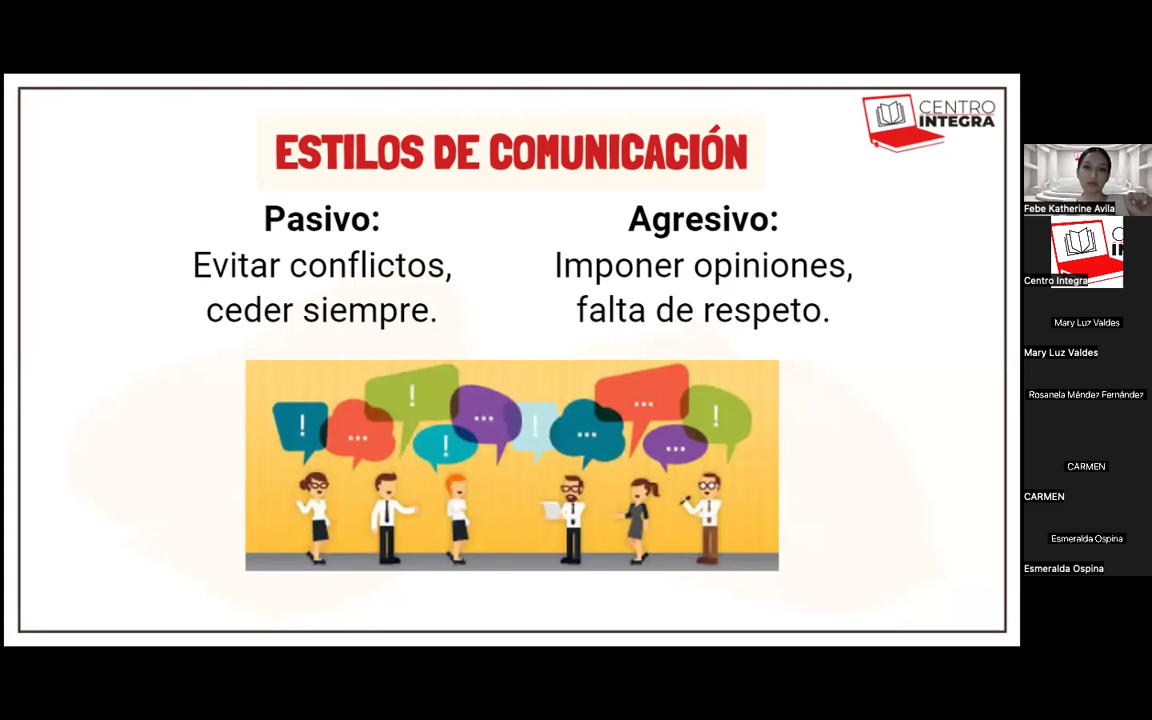 ESTILOS DE COMUNICACIÓN
CENTRO
INTEGRA
Pasivo:
Evitar conflictos,
ceder siempre.
Agresivo:
Imponer opiniones,
falta de respeto.
! ... ! ! ... ! ... ... ... !
Febe Katherine Avila
Centro Integra
Mary Luz Valdes
Mary Luz Valdes
Rosanela Méndez Fernández
CARMEN
CARMEN
Esmeralda Ospina
Esmeralda Ospina